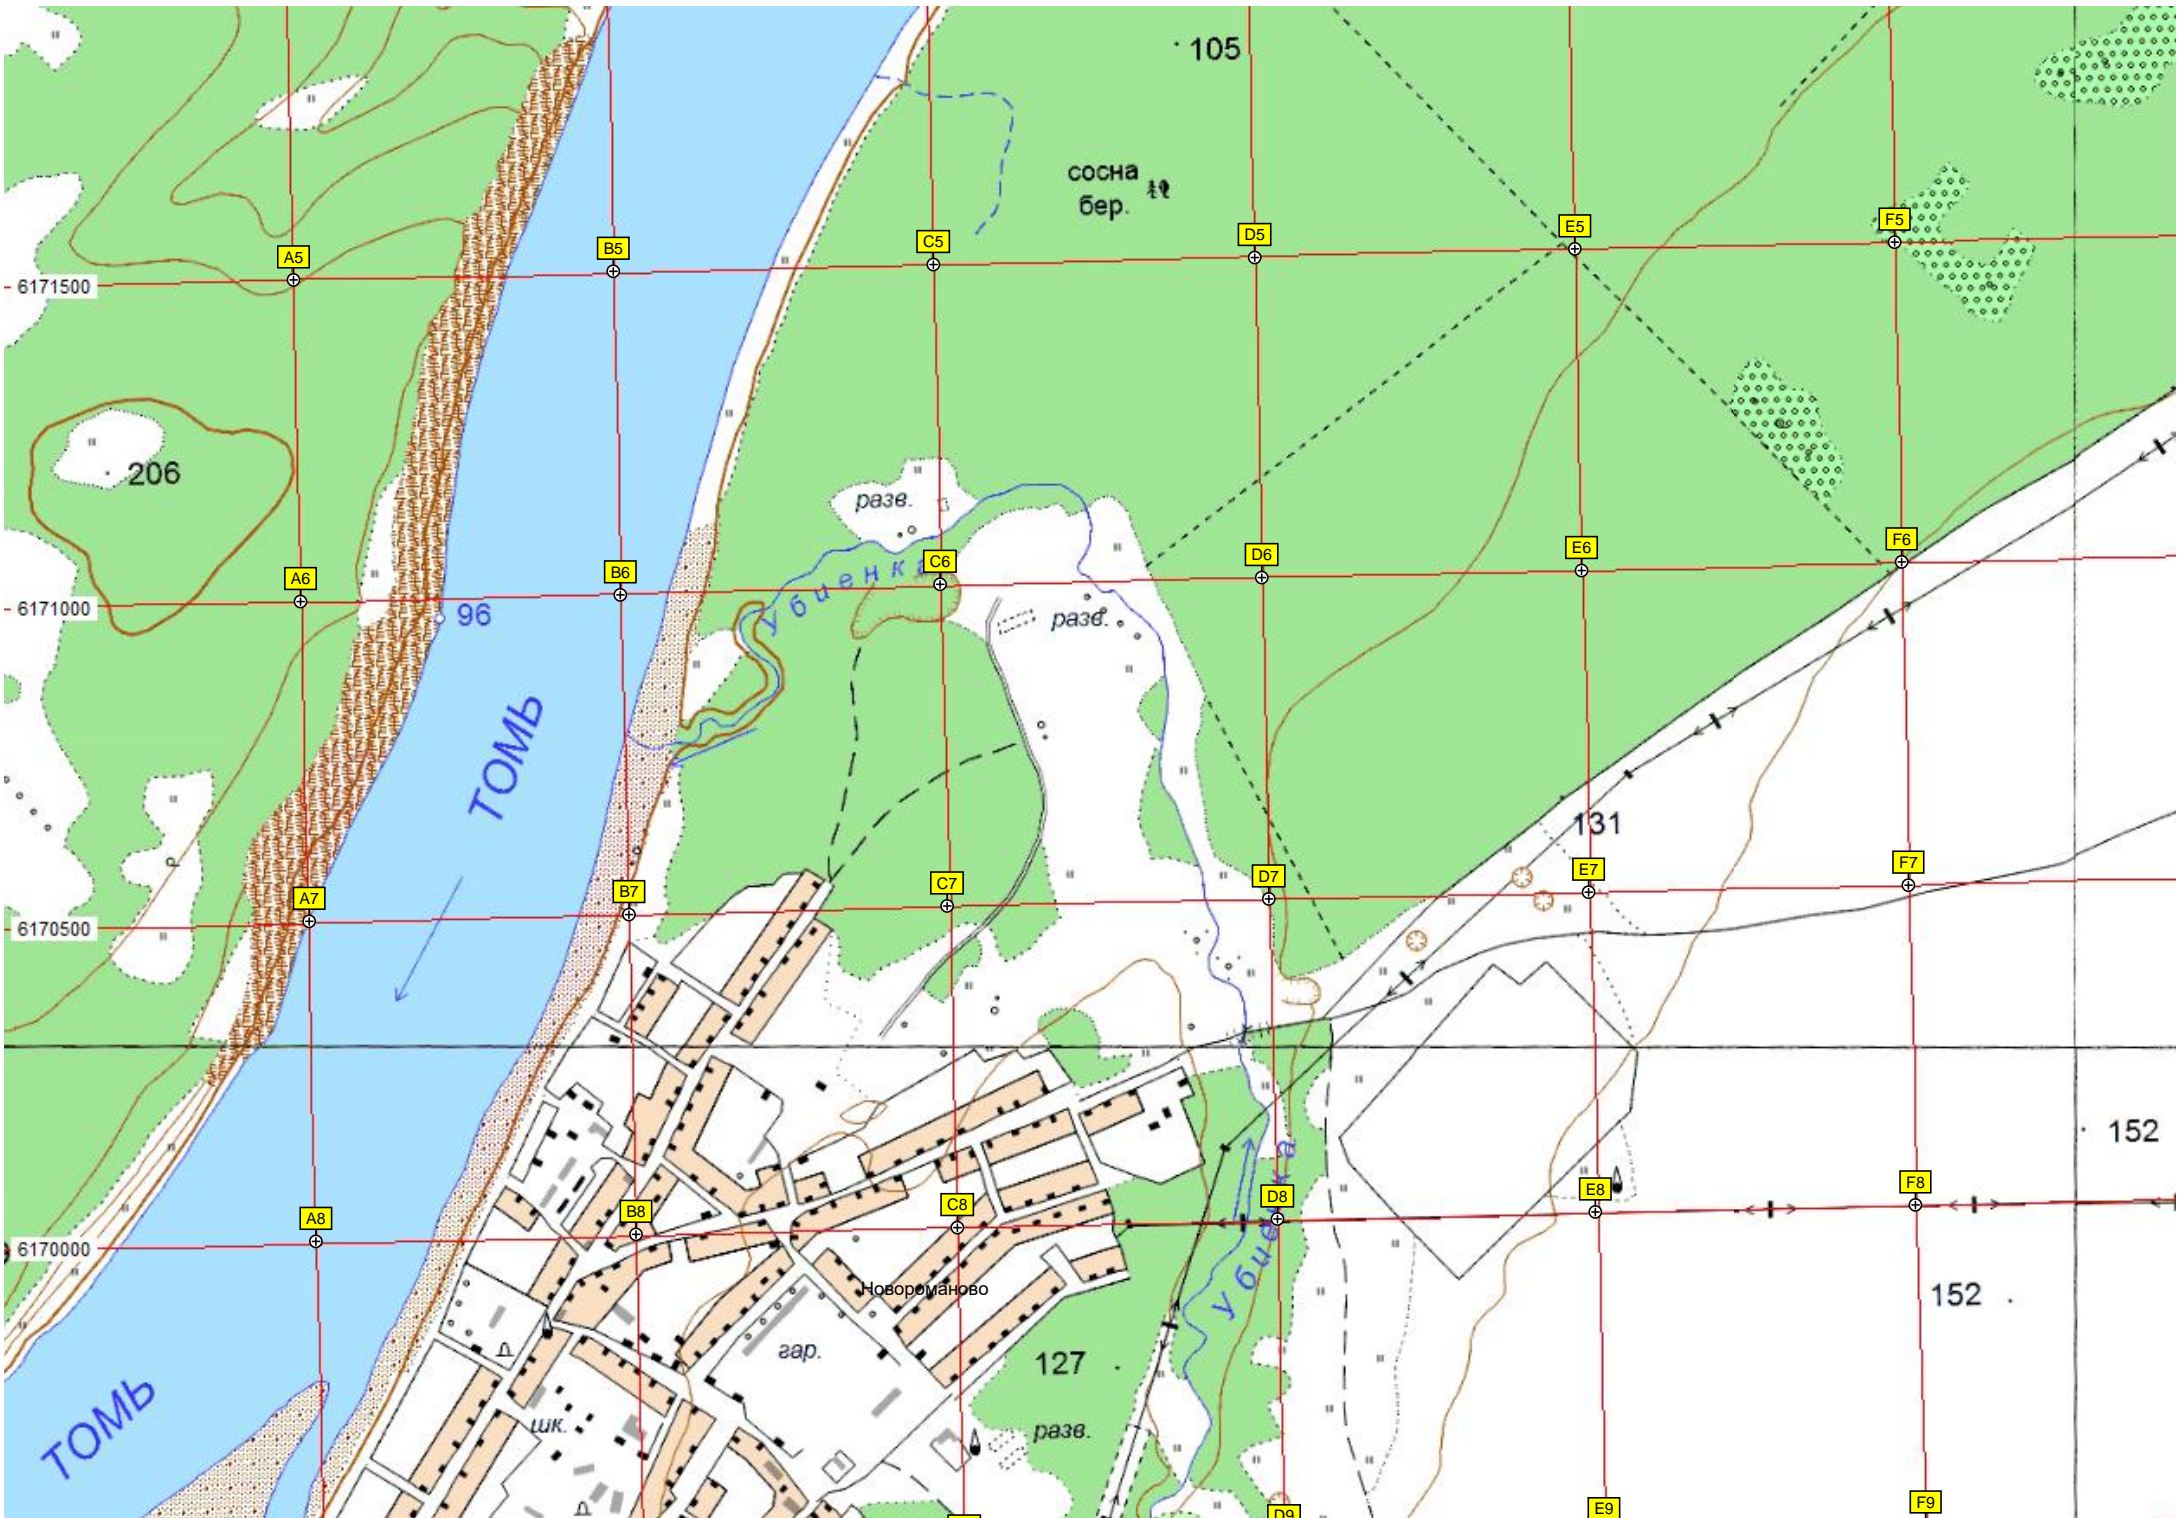 105
сосна
бер.
E5
F5
D5
C5
B5
A5
6171500
206
разв.
F6
E6
D6
C6
B6
A6
Убиенка
6171000
96
разв.
ТОМЬ
131
F7
E7
D7
C7
B7
A7
6170500
152
F8
E8
D8
C8
B8
A8
6170000
Убиенка
152
Новоромановo
гар.
127
ТОМЬ
шк.
разв.
F9
E9
D9